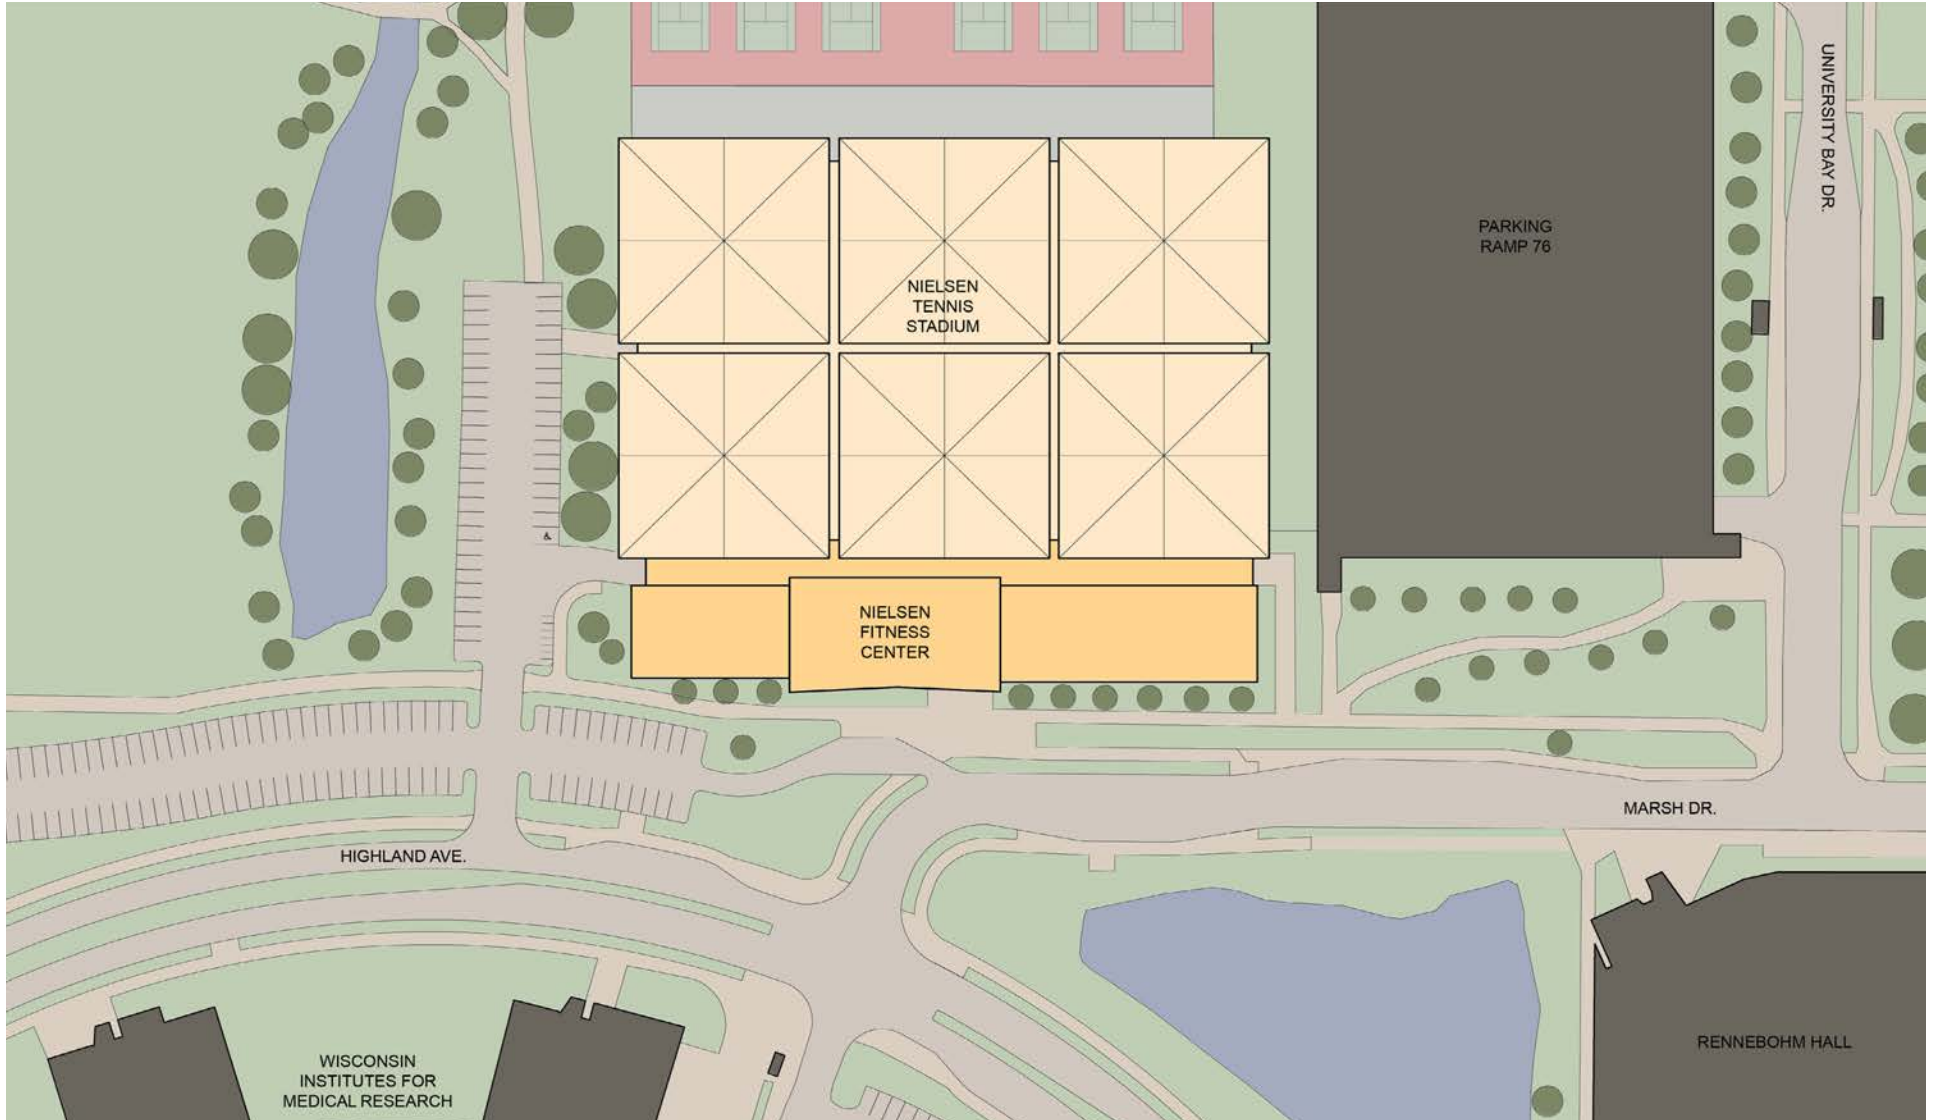 UNIVERSITY BAY DR.
PARKING
RAMP 76
NIELSEN
TENNIS
STADIUM
NIELSEN
FITNESS
CENTER
MARSH DR.
HIGHLAND AVE.
RENNEBOHM HALL
WISCONSIN
INSTITUTES FOR
MEDICAL RESEARCH